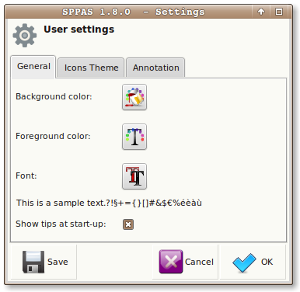 SPPAS 1.8.0 - Settings
User settings
General Icons Theme Annotation
Background color:
Foreground color:
Font:
This is a sample text.?!§+={}[]#&$€%éèàù
Show tips at start-up:
Save Cancel OK